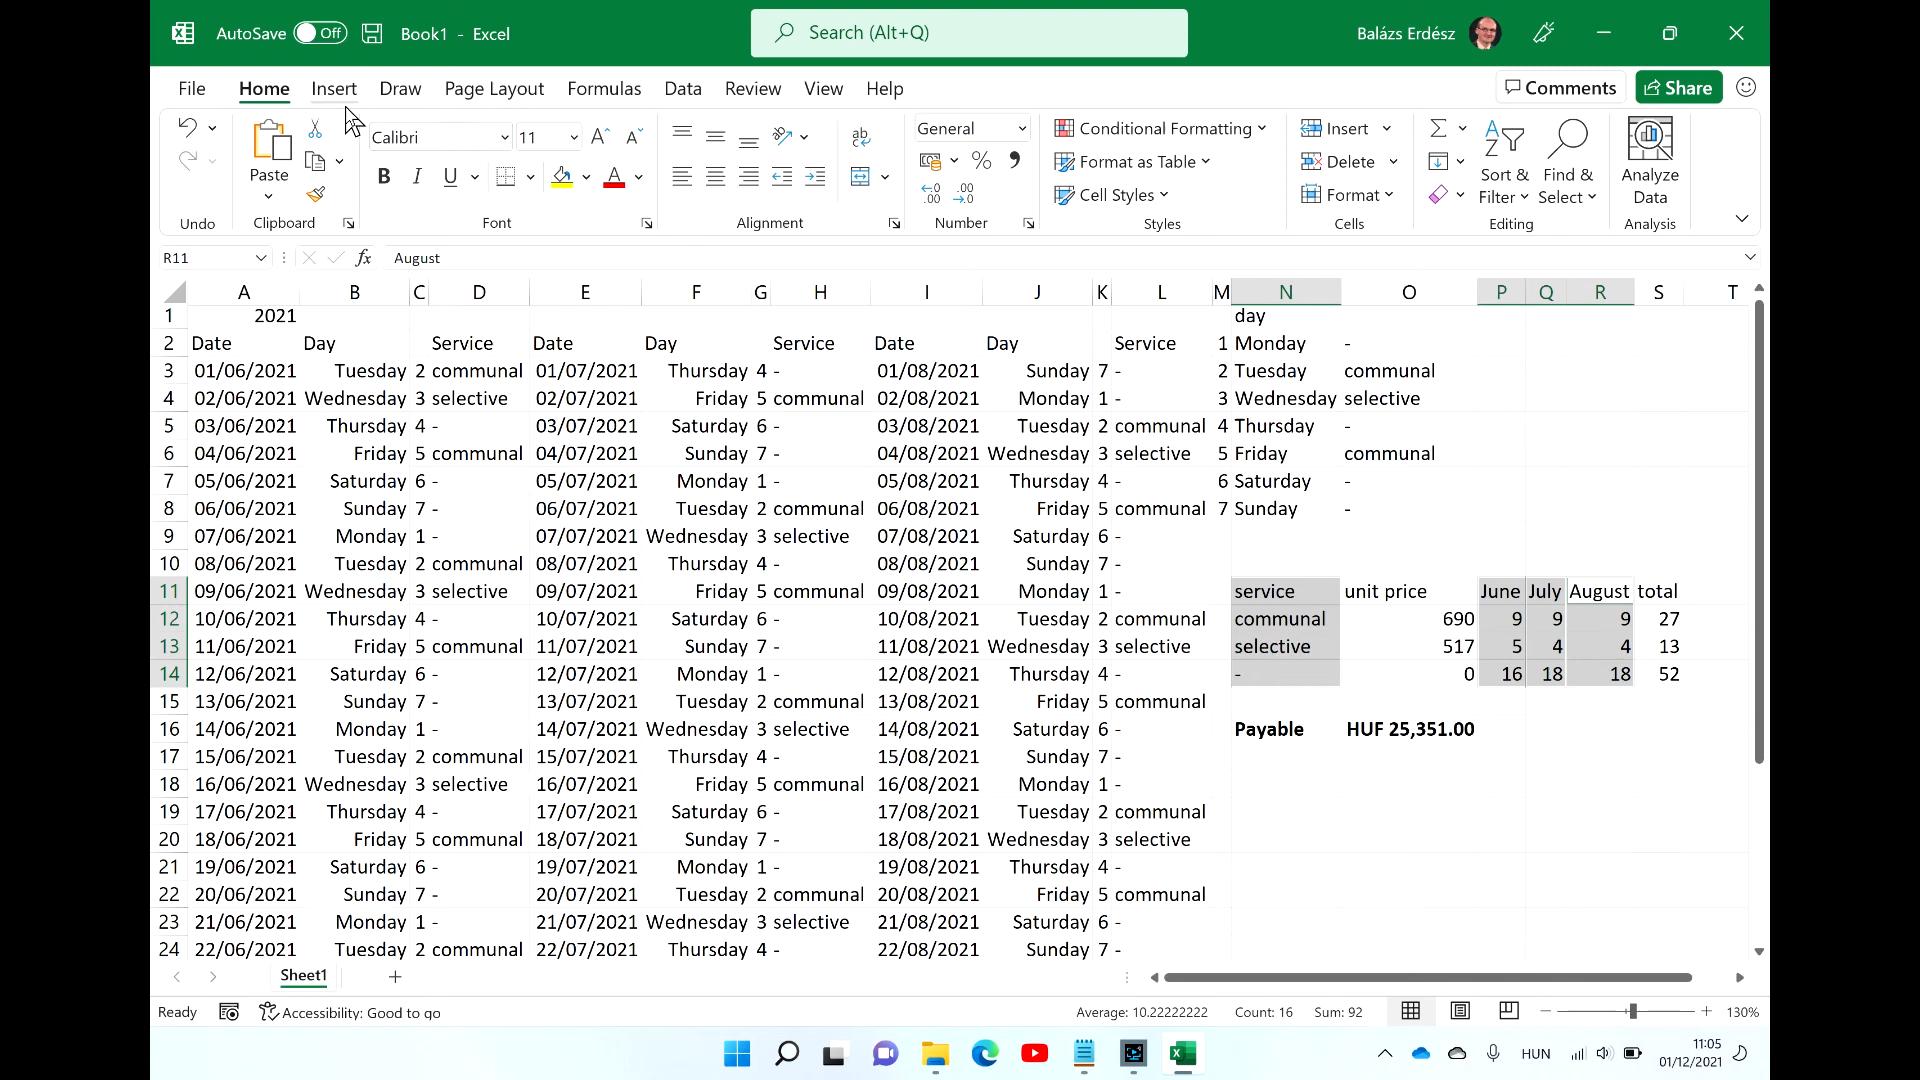 AutoSave Off Book1 - Excel Search (Alt+Q) Balázs Erdész
File Home Insert Draw Page Layout Formulas Data Review View Help Comments Share
Calibri 11 General Conditional Formatting Insert
Paste Format as Table Delete Sort & Find & Analyze
Cell Styles Format Filter Select Data
Undo Clipboard Font Alignment Number Styles Cells Editing Analysis
R11 fx August
A B C D E F G H I J K L M N O P Q R S T
1 2021 day
2 Date Day Service Date Day Service Date Day Service 1 Monday -
3 01/06/2021 Tuesday 2 communal 01/07/2021 Thursday 4 - 01/08/2021 Sunday 7 - 2 Tuesday communal
4 02/06/2021 Wednesday 3 selective 02/07/2021 Friday 5 communal 02/08/2021 Monday 1 - 3 Wednesday selective
5 03/06/2021 Thursday 4 - 03/07/2021 Saturday 6 - 03/08/2021 Tuesday 2 communal 4 Thursday -
6 04/06/2021 Friday 5 communal 04/07/2021 Sunday 7 - 04/08/2021 Wednesday 3 selective 5 Friday communal
7 05/06/2021 Saturday 6 - 05/07/2021 Monday 1 - 05/08/2021 Thursday 4 - 6 Saturday -
8 06/06/2021 Sunday 7 - 06/07/2021 Tuesday 2 communal 06/08/2021 Friday 5 communal 7 Sunday -
9 07/06/2021 Monday 1 - 07/07/2021 Wednesday 3 selective 07/08/2021 Saturday 6 -
10 08/06/2021 Tuesday 2 communal 08/07/2021 Thursday 4 - 08/08/2021 Sunday 7 -
11 09/06/2021 Wednesday 3 selective 09/07/2021 Friday 5 communal 09/08/2021 Monday 1 - service unit price June July August total
12 10/06/2021 Thursday 4 - 10/07/2021 Saturday 6 - 10/08/2021 Tuesday 2 communal communal 690 9 9 9 27
13 11/06/2021 Friday 5 communal 11/07/2021 Sunday 7 - 11/08/2021 Wednesday 3 selective selective 517 5 4 4 13
14 12/06/2021 Saturday 6 - 12/07/2021 Monday 1 - 12/08/2021 Thursday 4 - - 0 16 18 18 52
15 13/06/2021 Sunday 7 - 13/07/2021 Tuesday 2 communal 13/08/2021 Friday 5 communal
16 14/06/2021 Monday 1 - 14/07/2021 Wednesday 3 selective 14/08/2021 Saturday 6 - Payable HUF 25,351.00
17 15/06/2021 Tuesday 2 communal 15/07/2021 Thursday 4 - 15/08/2021 Sunday 7 -
18 16/06/2021 Wednesday 3 selective 16/07/2021 Friday 5 communal 16/08/2021 Monday 1 -
19 17/06/2021 Thursday 4 - 17/07/2021 Saturday 6 - 17/08/2021 Tuesday 2 communal
20 18/06/2021 Friday 5 communal 18/07/2021 Sunday 7 - 18/08/2021 Wednesday 3 selective
21 19/06/2021 Saturday 6 - 19/07/2021 Monday 1 - 19/08/2021 Thursday 4 -
22 20/06/2021 Sunday 7 - 20/07/2021 Tuesday 2 communal 20/08/2021 Friday 5 communal
23 21/06/2021 Monday 1 - 21/07/2021 Wednesday 3 selective 21/08/2021 Saturday 6 -
24 22/06/2021 Tuesday 2 communal 22/07/2021 Thursday 4 - 22/08/2021 Sunday 7 -
Sheet1
Ready Accessibility: Good to go Average: 10.22222222 Count: 16 Sum: 92 130%
HUN 11:05
01/12/2021